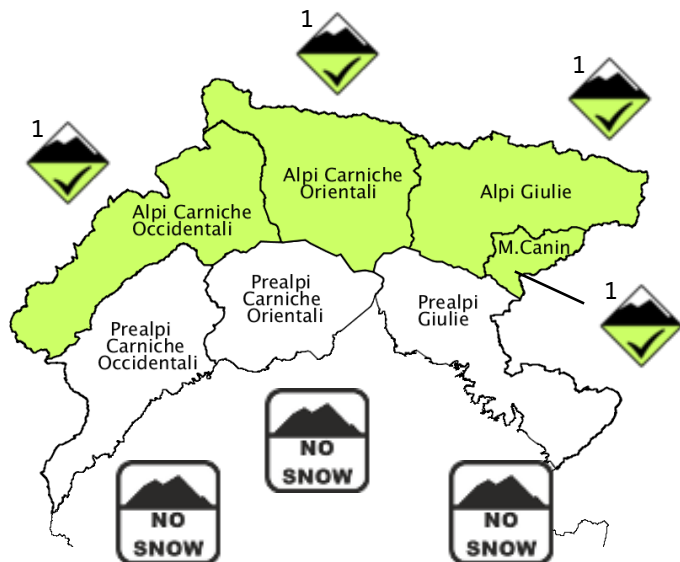 1
1
1
Alpi Carniche
Orientali
Alpi Giulie
Alpi Carniche
Occidentali
M.Canin
Prealpi
Carniche
Orientali
Prealpi
Giulie
1
Prealpi
Carniche
Occidentali
NO
SNOW
NO
SNOW
NO
SNOW